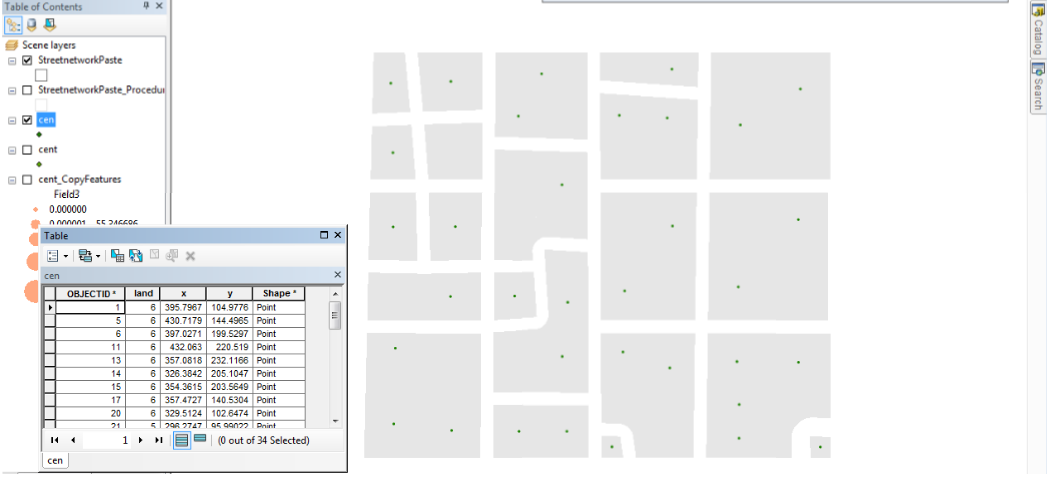 Table of Contents
Scene layers
StreetnetworkPaste
StreetnetworkPaste_Procedur
cen
cent
cent_CopyFeatures
Field3
0.000000
0.000001 - 55.346686
Catalog
Search
Table
cen
OBJECTID * land x y Shape *
1 6 395.7967 104.9776 Point
5 6 430.7179 144.4965 Point
6 6 397.0271 199.5297 Point
11 6 432.063 220.519 Point
13 6 357.0818 232.1166 Point
14 6 326.3842 205.1047 Point
15 6 354.3615 203.5649 Point
17 6 357.4727 140.5304 Point
20 6 329.5124 102.6474 Point
21 5 296.2747 95.99022 Point
1 (0 out of 34 Selected)
cen